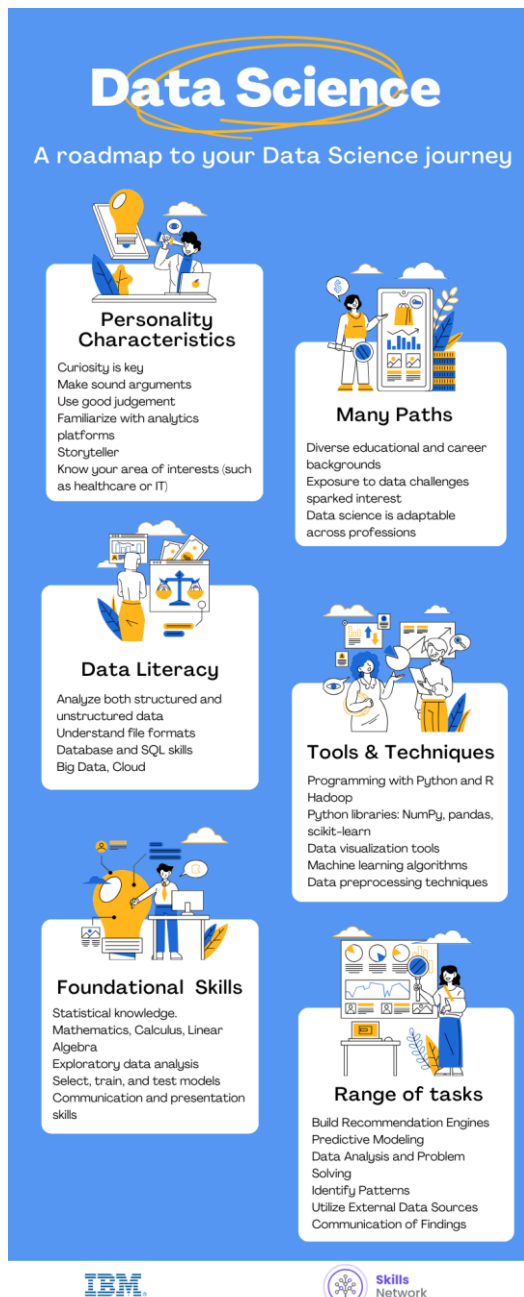 Data Science
A roadmap to your Data Science journey
Personality
Characteristics
Curiosity is key
Make sound arguments
Use good judgement
Familiarize with analytics
platforms
Storyteller
Know your area of interests (such
as healthcare or IT)
Many Paths
Diverse educational and career
backgrounds
Exposure to data challenges
sparked interest
Data science is adaptable
across professions
Data Literacy
Analyze both structured and
unstructured data
Understand file formats
Database and SQL skills
Big Data, Cloud
Tools & Techniques
Programming with Python and R
Hadoop
Python libraries: NumPy, pandas,
scikit-learn
Data visualization tools
Machine learning algorithms
Data preprocessing techniques
Foundational Skills
Statistical knowledge.
Mathematics, Calculus, Linear
Algebra
Exploratory data analysis
Select, train, and test models
Communication and presentation
skills
Range of tasks
Build Recommendation Engines
Predictive Modeling
Data Analysis and Problem
Solving
Identify Patterns
Utilize External Data Sources
Communication of Findings
IBM.
Skills
Network